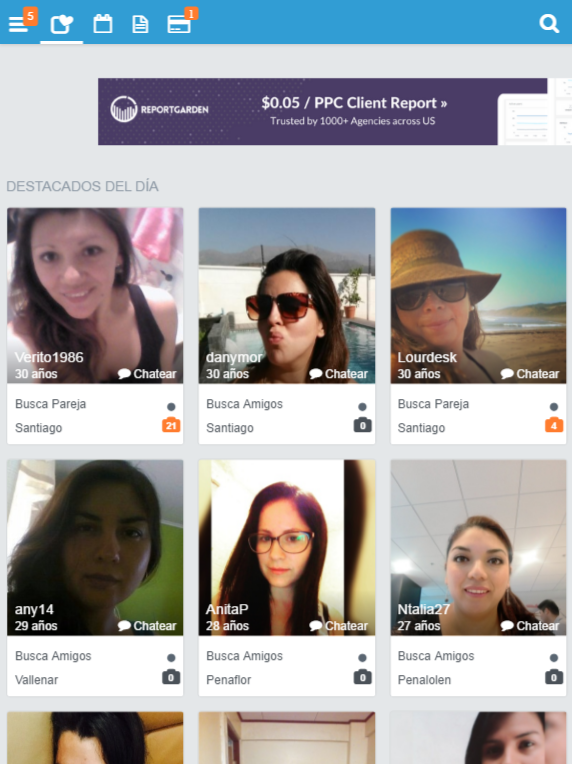 5
1
REPORTGARDEN
$0.05 / PPC Client Report »
Trusted by 1000+ Agencies across US
DESTACADOS DEL DÍA
Verito1986
30 años
Chatear
danymor
30 años
Chatear
Lourdesk
30 años
Chatear
Busca Pareja
Santiago
21
Busca Amigos
Santiago
0
Busca Pareja
Santiago
4
any14
29 años
Chatear
AnitaP
28 años
Chatear
Ntalia27
27 años
Chatear
Busca Amigos
Vallenar
0
Busca Amigos
Penaflor
0
Busca Amigos
Penalolen
0